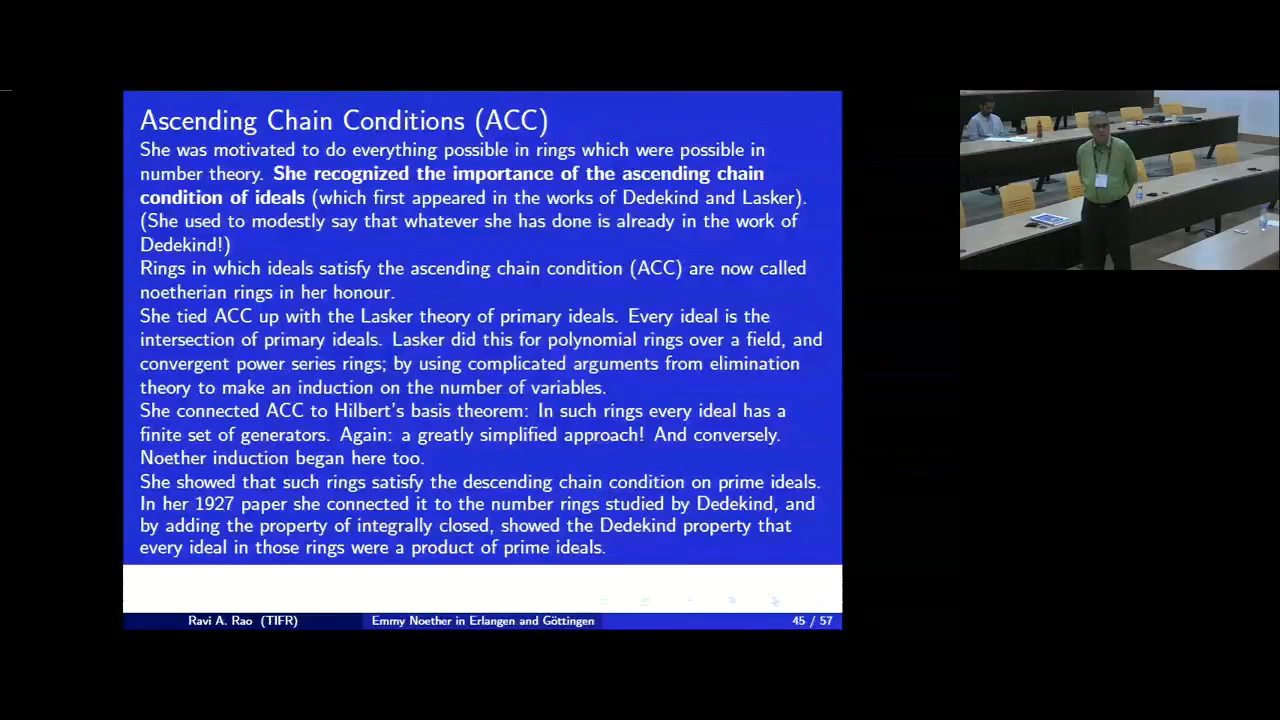 Ascending Chain Conditions (ACC)
She was motivated to do everything possible in rings which were possible in
number theory. She recognized the importance of the ascending chain
condition of ideals (which first appeared in the works of Dedekind and Lasker).
(She used to modestly say that whatever she has done is already in the work of
Dedekind!)
Rings in which ideals satisfy the ascending chain condition (ACC) are now called
noetherian rings in her honour.
She tied ACC up with the Lasker theory of primary ideals. Every ideal is the
intersection of primary ideals. Lasker did this for polynomial rings over a field, and
convergent power series rings; by using complicated arguments from elimination
theory to make an induction on the number of variables.
She connected ACC to Hilbert's basis theorem: In such rings every ideal has a
finite set of generators. Again: a greatly simplified approach! And conversely.
Noether induction began here too.
She showed that such rings satisfy the descending chain condition on prime ideals.
In her 1927 paper she connected it to the number rings studied by Dedekind, and
by adding the property of integrally closed, showed the Dedekind property that
every ideal in those rings were a product of prime ideals.
Ravi A. Rao (TIFR) Emmy Noether in Erlangen and Göttingen 45 / 57